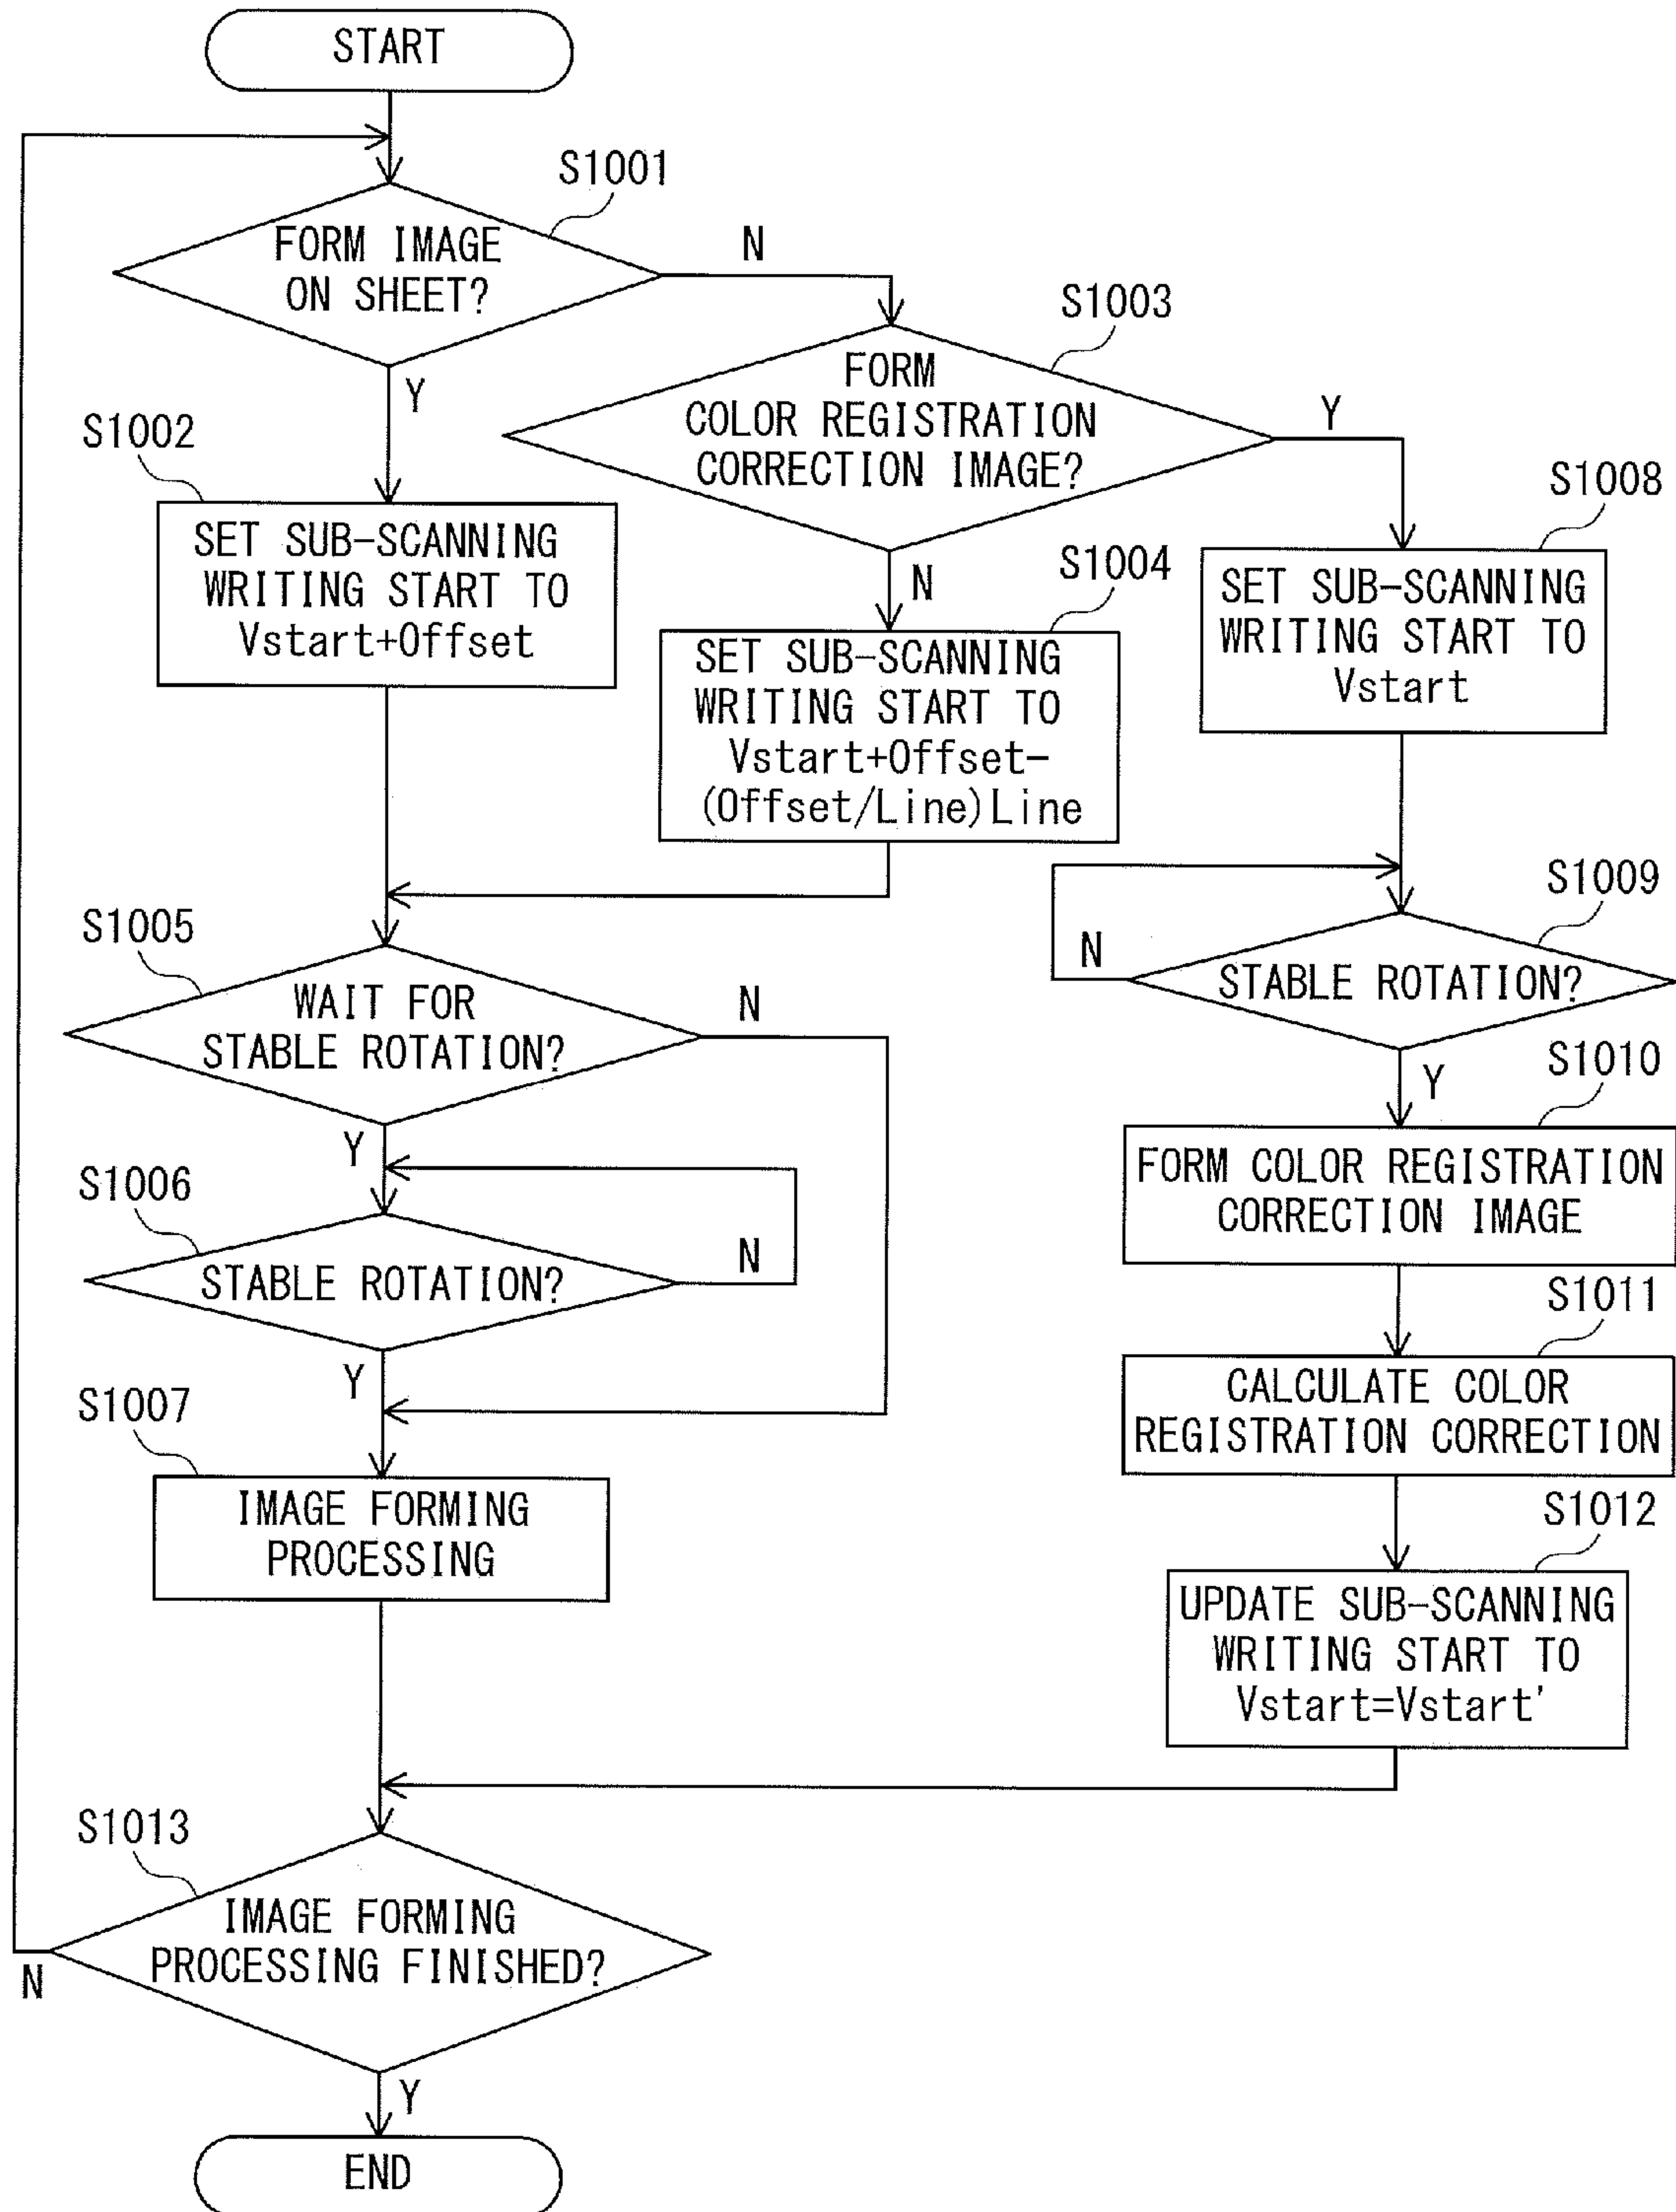 START
S1001
FORM IMAGE
ON SHEET?
N
Y
S1003
FORM
COLOR REGISTRATION
CORRECTION IMAGE?
Y
N
S1002
SET SUB-SCANNING
WRITING START TO
Vstart+Offset
S1004
SET SUB-SCANNING
WRITING START TO
Vstart+Offset-
(Offset/Line)Line
S1008
SET SUB-SCANNING
WRITING START TO
Vstart
S1005
WAIT FOR
STABLE ROTATION?
N
Y
S1009
STABLE ROTATION?
N
Y
S1006
STABLE ROTATION?
N
Y
S1010
FORM COLOR REGISTRATION
CORRECTION IMAGE
S1011
CALCULATE COLOR
REGISTRATION CORRECTION
S1007
IMAGE FORMING
PROCESSING
S1012
UPDATE SUB-SCANNING
WRITING START TO
Vstart=Vstart'
S1013
IMAGE FORMING
PROCESSING FINISHED?
N
Y
END